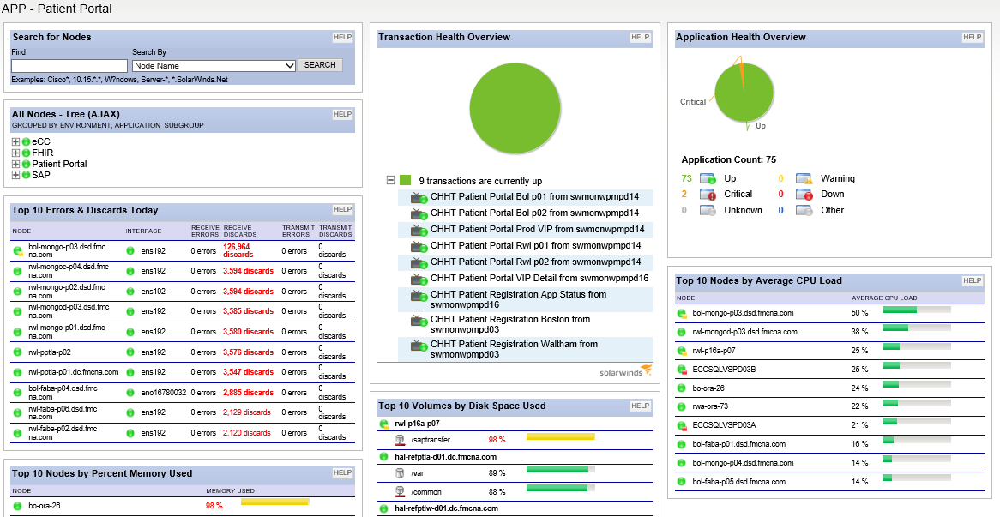 APP - Patient Portal
Search for Nodes
HELP
Find
Search By
Node Name
SEARCH
Examples: Cisco*, 10.15.*.*, W?ndows, Server-*, *.SolarWinds.Net
All Nodes - Tree (AJAX)
HELP
GROUPED BY ENVIRONMENT, APPLICATION_SUBGROUP
eCC
FHIR
Patient Portal
SAP
Top 10 Errors & Discards Today
HELP
NODE INTERFACE RECEIVE ERRORS RECEIVE DISCARDS TRANSMIT ERRORS TRANSMIT DISCARDS
bol-mongo-p03.dsd.fmc
na.com ens192 0 errors 126,964 discards 0 errors 0 discards
rwl-mongoc-p04.dsd.fmc
na.com ens192 0 errors 3,594 discards 0 errors 0 discards
rwl-mongo-p02.dsd.fmc
na.com ens192 0 errors 3,594 discards 0 errors 0 discards
rwl-mongod-p03.dsd.fmc
na.com ens192 0 errors 3,585 discards 0 errors 0 discards
rwl-mongo-p01.dsd.fmc
na.com ens192 0 errors 3,580 discards 0 errors 0 discards
rwl-pptla-p02 ens192 0 errors 3,576 discards 0 errors 0 discards
rwl-pptla-p01.dc.fmcna.com ens192 0 errors 3,547 discards 0 errors 0 discards
bol-faba-p04.dsd.fmc
na.com eno16780032 0 errors 2,885 discards 0 errors 0 discards
rwl-faba-p06.dsd.fmc
na.com ens192 0 errors 2,129 discards 0 errors 0 discards
rwl-faba-p02.dsd.fmc
na.com ens192 0 errors 2,120 discards 0 errors 0 discards
Top 10 Nodes by Percent Memory Used
HELP
NODE MEMORY USED
bo-ora-26 98 %
Transaction Health Overview
HELP
9 transactions are currently up
CHHT Patient Portal Bol p01 from swmonwpmpd14
CHHT Patient Portal Bol p02 from swmonwpmpd14
CHHT Patient Portal Prod VIP from swmonwpmpd14
CHHT Patient Portal Rwl p01 from swmonwpmpd14
CHHT Patient Portal Rwl p02 from swmonwpmpd14
CHHT Patient Portal VIP Detail from swmonwpmpd16
CHHT Patient Registration App Status from
swmonwpmpd16
CHHT Patient Registration Boston from
swmonwpmpd03
CHHT Patient Registration Waltham from
swmonwpmpd03
solarwinds
Top 10 Volumes by Disk Space Used
HELP
rwl-p16a-p07
/saptransfer 98 %
hal-refptla-d01.dc.fmcna.com
/var 89 %
/common 88 %
hal-refptlw-d01.dc.fmcna.com
Application Health Overview
HELP
Critical
Up
Application Count: 75
73 Up 0 Warning
2 Critical 0 Down
0 Unknown 0 Other
Top 10 Nodes by Average CPU Load
HELP
NODE AVERAGE CPU LOAD
bol-mongo-p03.dsd.fmcna.com 50 %
rwl-mongod-p03.dsd.fmcna.com 38 %
rwl-p16a-p07 25 %
ECCSQLVSPD03B 25 %
bo-ora-26 24 %
rwa-ora-73 22 %
ECCSQLVSPD03A 21 %
bol-faba-p01.dsd.fmcna.com 16 %
bol-mongo-p04.dsd.fmcna.com 14 %
bol-faba-p05.dsd.fmcna.com 14 %